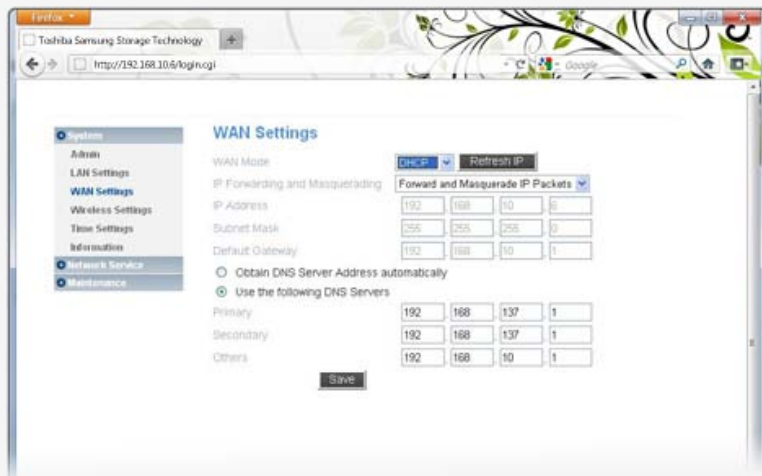 Firefox
Toshiba Samsung Storage Technology
http://192.168.10.6/login.cgi
Google
System
Admin
LAN Settings
WAN Settings
Wireless Settings
Time Settings
Information
Network Service
Maintenance
WAN Settings
WAN Mode DHCP Refresh IP
IP Forwarding and Masquerading Forward and Masquerade IP Packets
IP Address 192 . 168 . 10 . 6
Subnet Mask 255 . 255 . 255 . 0
Default Gateway 192 . 168 . 10 . 1
Obtain DNS Server Address automatically
Use the following DNS Servers
Primary 192 . 168 . 137 . 1
Secondary 192 . 168 . 137 . 1
Others 192 . 168 . 10 . 1
Save